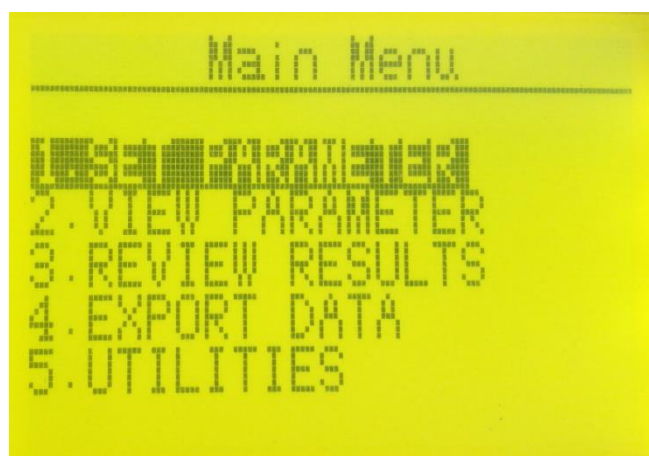 Main Menu
1.SET PARAMETER
2.VIEW PARAMETER
3.REVIEW RESULTS
4.EXPORT DATA
5.UTILITIES